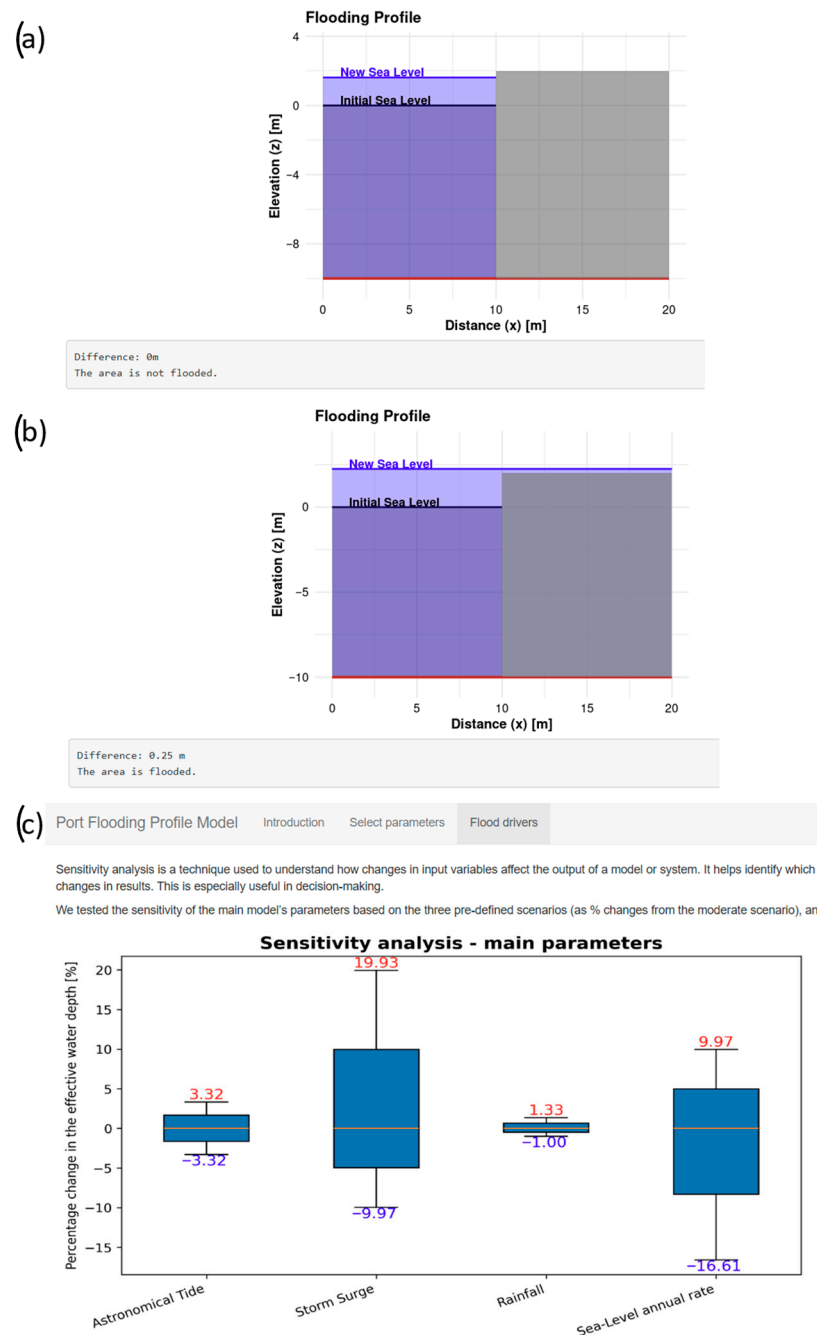 (a)
Flooding Profile
4
0
−4
−8
New Sea Level
Initial Sea Level
Elevation (z) [m]
0 5 10 15 20
Distance (x) [m]
Difference: 0m
The area is not flooded.
(b)
Flooding Profile
New Sea Level
Initial Sea Level
0
−5
−10
Elevation (z) [m]
0 5 10 15 20
Distance (x) [m]
Difference: 0.25 m
The area is flooded.
(c)
Port Flooding Profile Model Introduction Select parameters Flood drivers
Sensitivity analysis is a technique used to understand how changes in input variables affect the output of a model or system. It helps identify which
changes in results. This is especially useful in decision-making.
We tested the sensitivity of the main model's parameters based on the three pre-defined scenarios (as % changes from the moderate scenario), an
Sensitivity analysis - main parameters
Percentage change in the effective water depth [%]
20
15
10
5
0
−5
−10
−15
3.32
−3.32
19.93
−9.97
1.33
−1.00
9.97
−16.61
Astronomical Tide
Storm Surge
Rainfall
Sea-Level annual rate